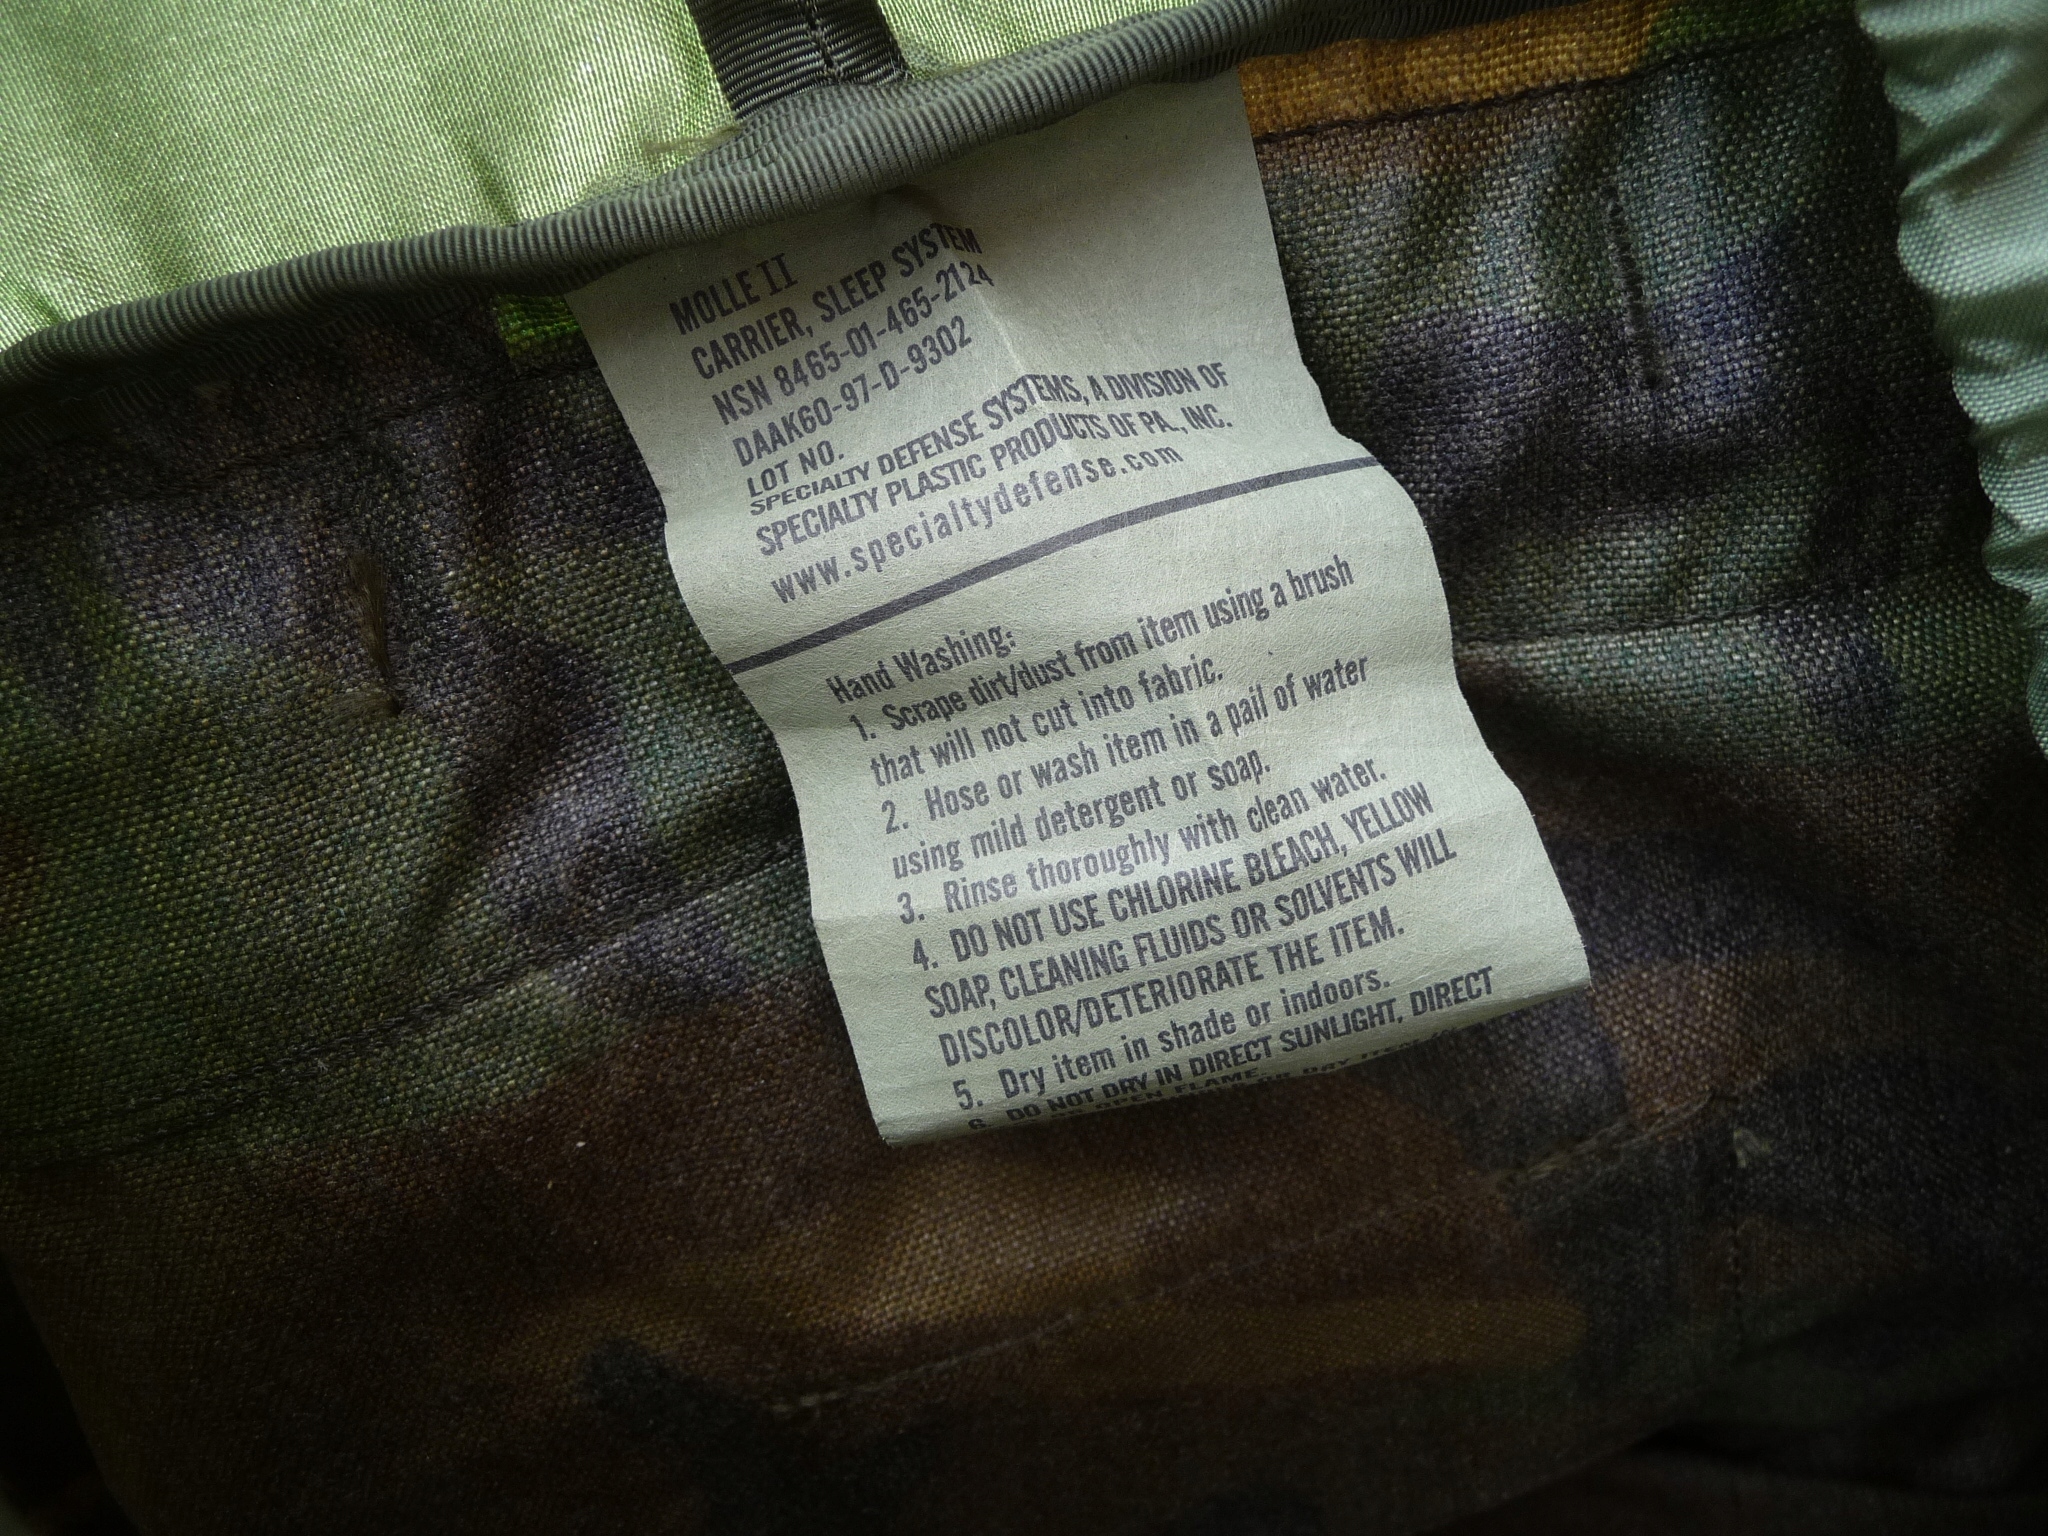 MOLLE II
CARRIER, SLEEP SYSTEM
NSN 8465-01-465-2124
DAAK60-97-D-9302
LOT NO.
SPECIALTY DEFENSE SYSTEMS, A DIVISION OF
SPECIALTY PLASTIC PRODUCTS OF PA., INC.
www.specialtydefense.com
Hand Washing:
1. Scrape dirt/dust from item using a brush
that will not cut into fabric.
2. Hose or wash item in a pail of water
using mild detergent or soap.
3. Rinse thoroughly with clean water.
4. DO NOT USE CHLORINE BLEACH, YELLOW
SOAP, CLEANING FLUIDS OR SOLVENTS WILL
DISCOLOR/DETERIORATE THE ITEM.
5. Dry item in shade or indoors.
DO NOT DRY IN DIRECT SUNLIGHT, DIRECT
OPEN FLAME.
6